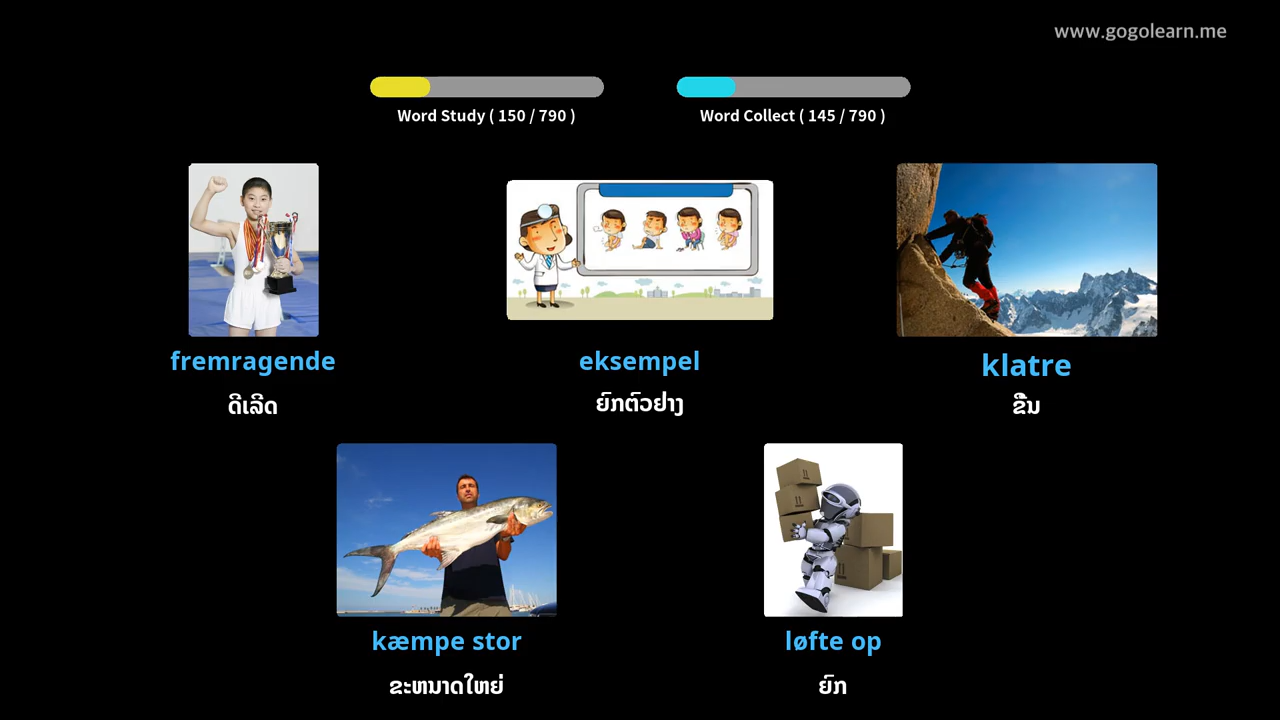 www.gogolearn.me
Word Study ( 150 / 790 )
Word Collect ( 145 / 790 )
fremragende
eksempel
klatre
ດີເລີດ
ຍົກຕົວຢ່າງ
ຂື້ນ
kæmpe stor
løfte op
ຂະຫນາດໃຫຍ່
ຍົກ